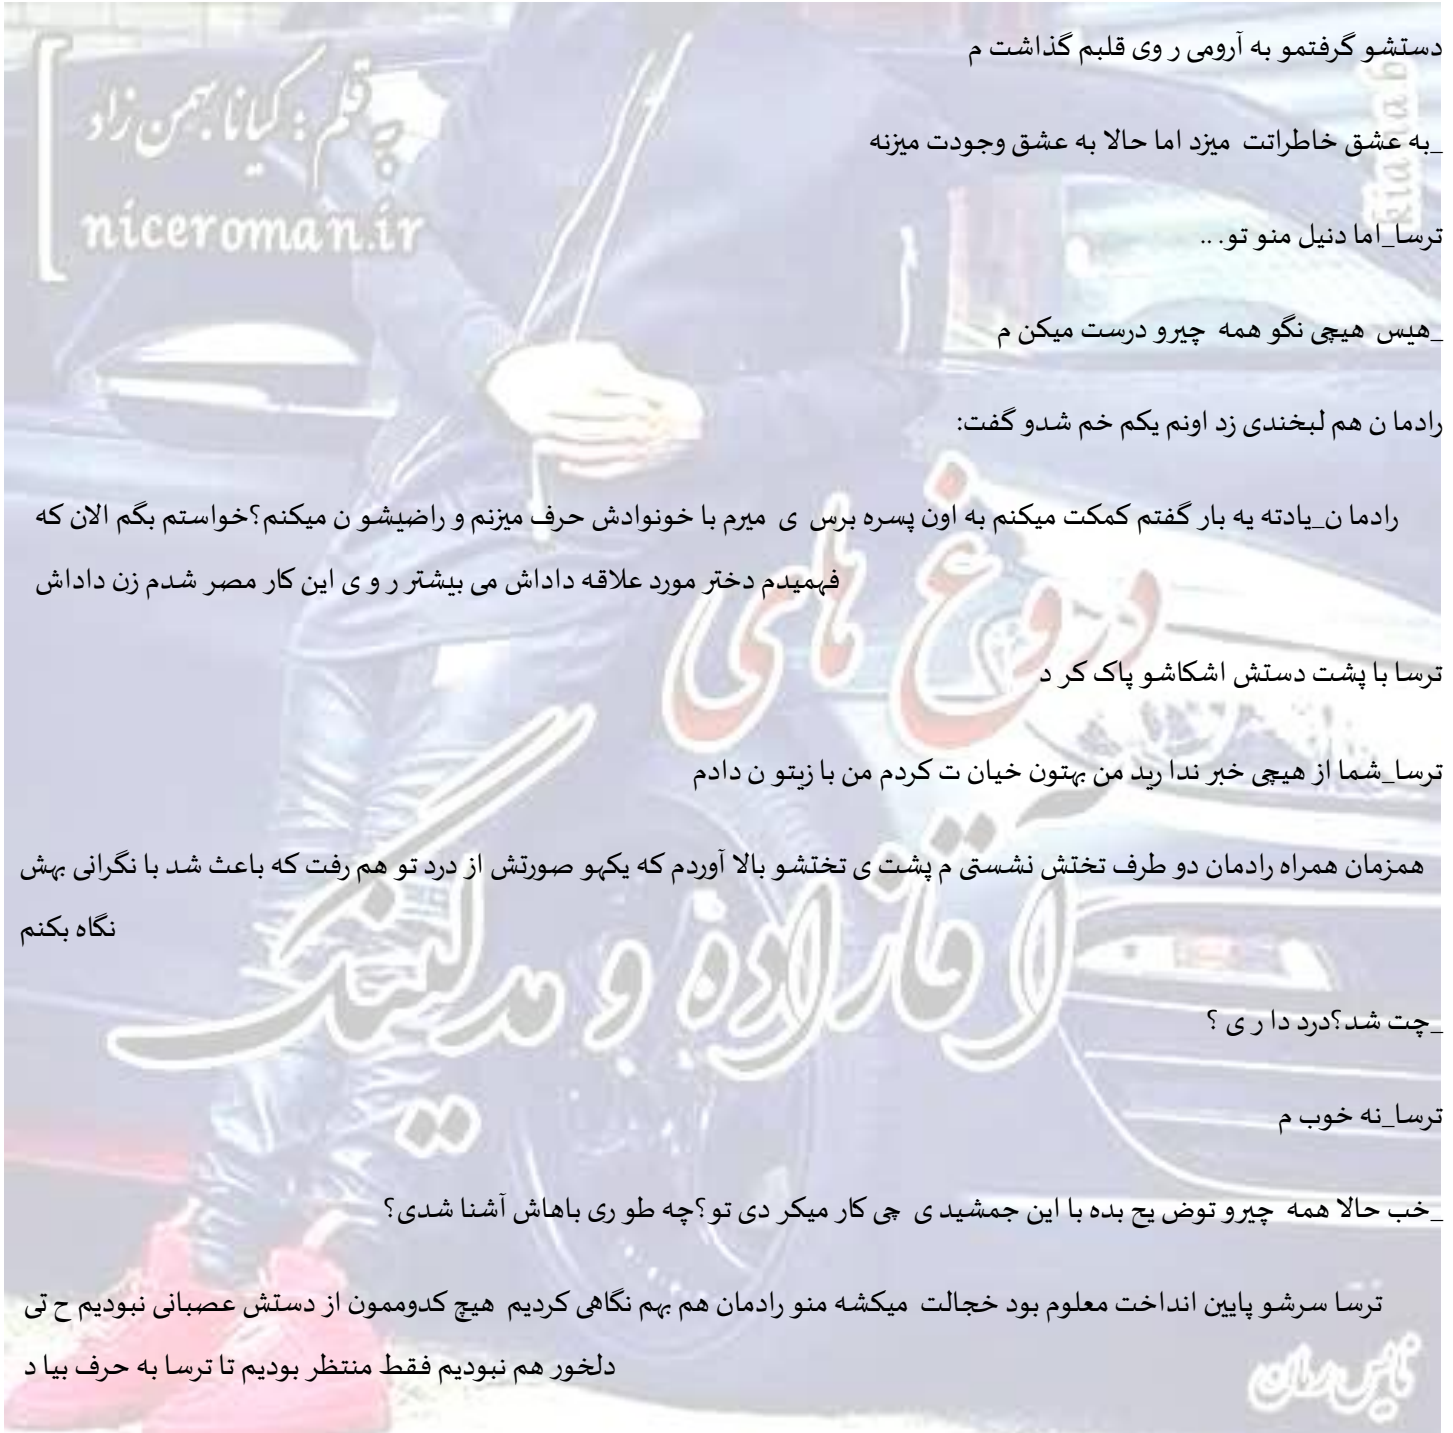 دستشو گرفتمو به آرومی ر وی قلبم گذاشت م
به قلم : کیانا بهمن زاد
niceroman.ir
kiana.b
_به عشق خاطراتت میزد اما حالا به عشق وجودت میزنه
ترسا_اما دنیل منو تو. ..
_هیس هیچی نگو همه چیرو درست میکن م
رادما ن هم لبخندی زد اونم یکم خم شدو گفت:
رادما ن_یادته یه بار گفتم کمکت میکنم به اون پسره برس ی میرم با خونوادش حرف میزنم و راضیشو ن میکنم؟خواستم بگم الان که
فهمیدم دختر مورد علاقه داداش می بیشتر ر و ی این کار مصر شدم زن داداش
دروغ های
ترسا با پشت دستش اشکاشو پاک کر د
ترسا_شما از هیچی خبر ندا رید من بهتون خیان ت کردم من با زیتو ن دادم
همزمان همراه رادمان دو طرف تختش نشستی م پشت ی تختشو بالا آوردم که یکهو صورتش از درد تو هم رفت که باعث شد با نگرانی بهش
نگاه بکنم
آقازاده و مدلینگ
_چت شد؟درد دا ر ی ؟
ترسا_نه خوب م
_خب حالا همه چیرو توض یح بده با این جمشید ی چی کار میکر دی تو؟چه طو ری باهاش آشنا شدی؟
ترسا سرشو پایین انداخت معلوم بود خجالت میکشه منو رادمان هم بهم نگاهی کردیم هیچ کدوممون از دستش عصبانی نبودیم ح تی
دلخور هم نبودیم فقط منتظر بودیم تا ترسا به حرف بیا د
نایس رمان